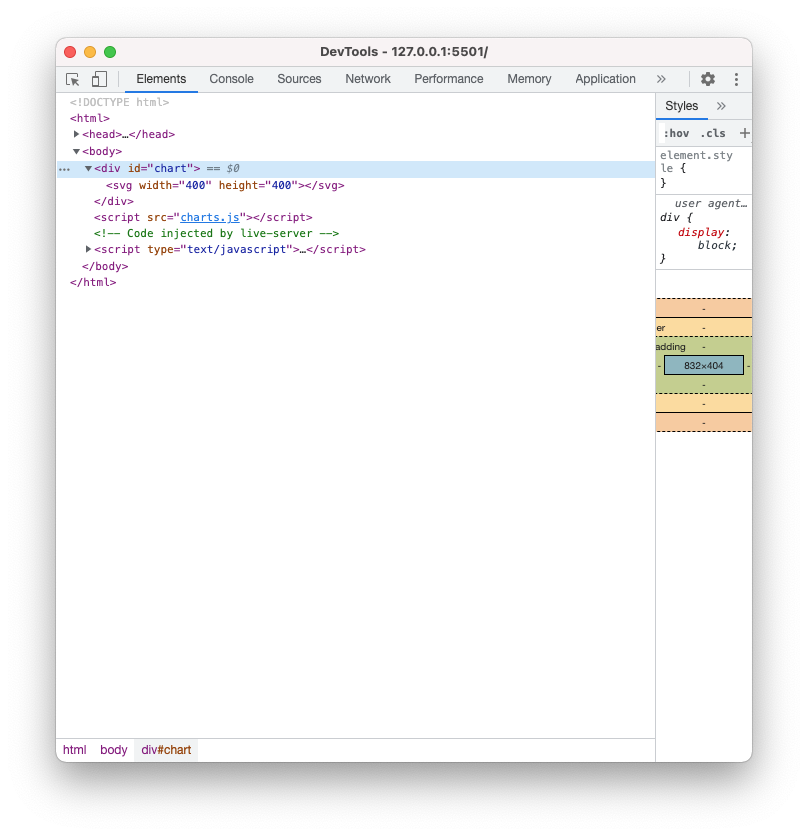 DevTools - 127.0.0.1:5501/
Elements Console Sources Network Performance Memory Application »
<!DOCTYPE html>
<html>
<head>…</head>
<body>
<div id="chart"> == $0
<svg width="400" height="400"></svg>
</div>
<script src="charts.js"></script>
<!-- Code injected by live-server -->
<script type="text/javascript">…</script>
</body>
</html>
html body div#chart
Styles »
:hov .cls +
element.sty
le {
}
user agent…
div {
display:
block;
}
-
er -
adding -
- 832×404 -
-
-
-